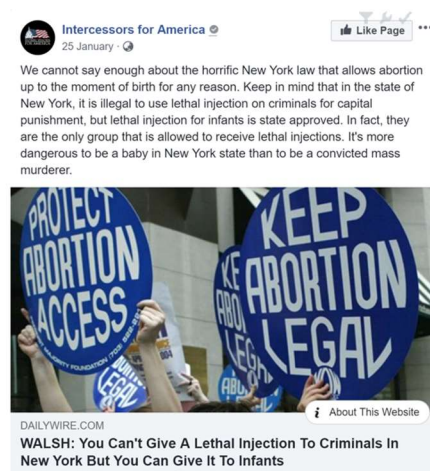 Intercessors for America
25 January
Like Page
We cannot say enough about the horrific New York law that allows abortion
up to the moment of birth for any reason. Keep in mind that in the state of
New York, it is illegal to use lethal injection on criminals for capital
punishment, but lethal injection for infants is state approved. In fact, they
are the only group that is allowed to receive lethal injections. It's more
dangerous to be a baby in New York state than to be a convicted mass
murderer.
PROTECT
ABORTION
ACCESS
KEEP
ABORTION
LEGAL
About This Website
DAILYWIRE.COM
WALSH: You Can't Give A Lethal Injection To Criminals In
New York But You Can Give It To Infants